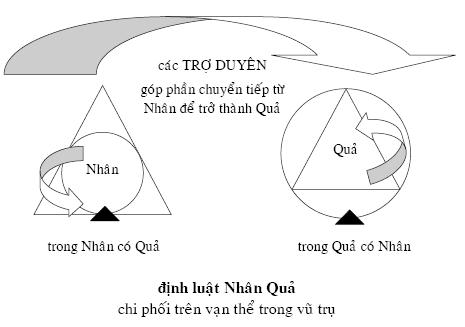 các TRỢ DUYÊN
góp phần chuyển tiếp từ
Nhân để trở thành Quả
Nhân
Quả
trong Nhân có Quả
trong Quả có Nhân
định luật Nhân Quả
chi phối trên vạn thể trong vũ trụ